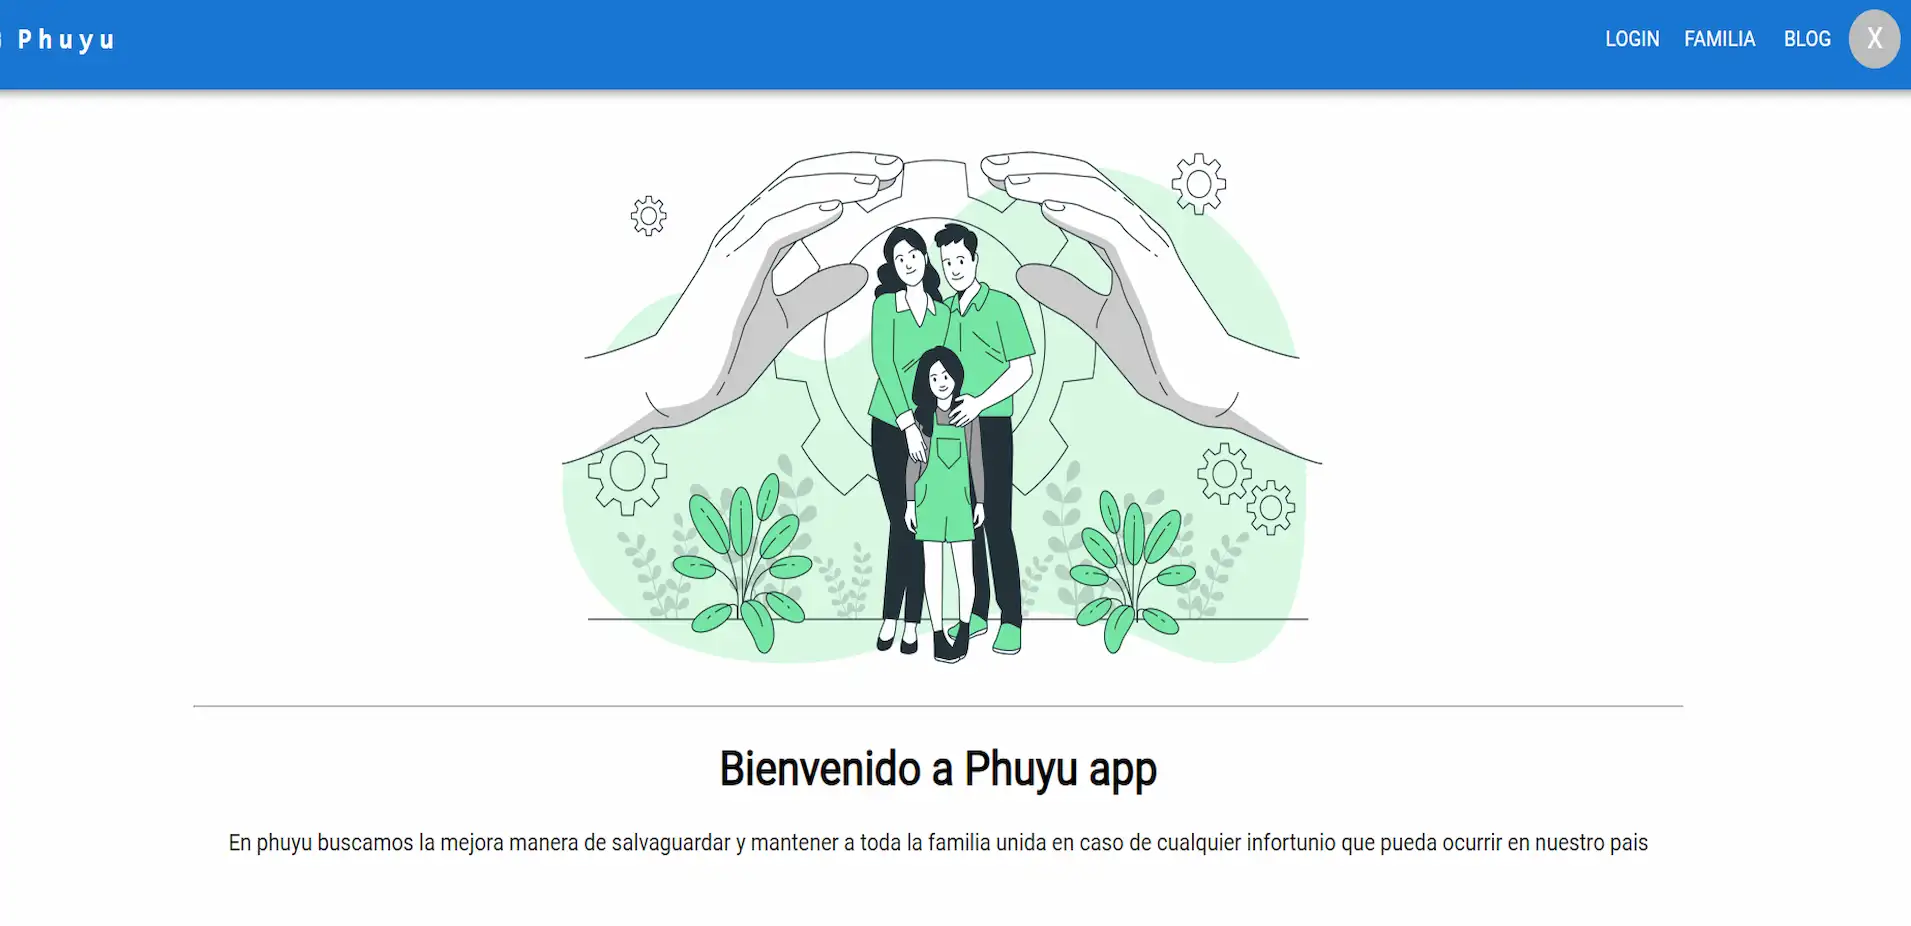 Phuyu
LOGIN FAMILIA BLOG X
Bienvenido a Phuyu app
En phuyu buscamos la mejora manera de salvaguardar y mantener a toda la familia unida en caso de cualquier infortunio que pueda ocurrir en nuestro pais